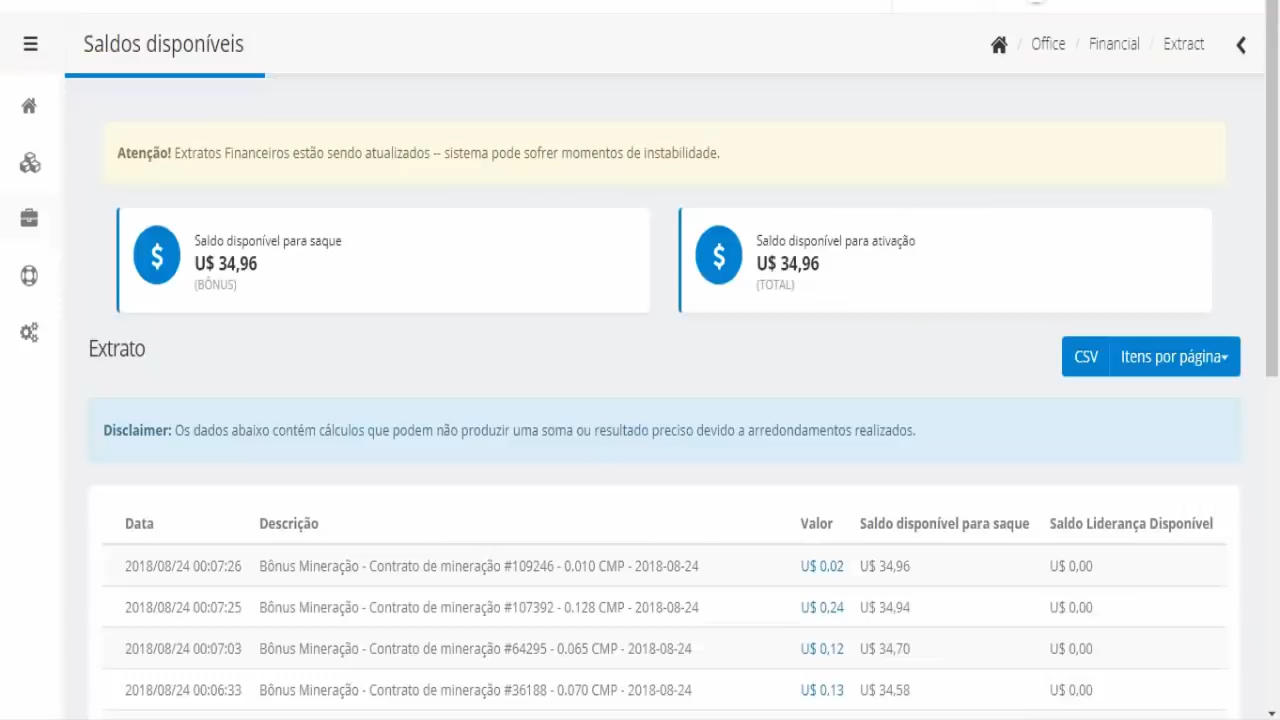 Saldos disponíveis
/ Office / Financial / Extract
Atenção! Extratos Financeiros estão sendo atualizados -- sistema pode sofrer momentos de instabilidade.
Saldo disponível para saque
U$ 34,96
(BÔNUS)
Saldo disponível para ativação
U$ 34,96
(TOTAL)
Extrato
CSV Itens por página
Disclaimer: Os dados abaixo contém cálculos que podem não produzir uma soma ou resultado preciso devido a arredondamentos realizados.
Data Descrição Valor Saldo disponível para saque Saldo Liderança Disponível
2018/08/24 00:07:26 Bônus Mineração - Contrato de mineração #109246 - 0.010 CMP - 2018-08-24 U$ 0,02 U$ 34,96 U$ 0,00
2018/08/24 00:07:25 Bônus Mineração - Contrato de mineração #107392 - 0.128 CMP - 2018-08-24 U$ 0,24 U$ 34,94 U$ 0,00
2018/08/24 00:07:03 Bônus Mineração - Contrato de mineração #64295 - 0.065 CMP - 2018-08-24 U$ 0,12 U$ 34,70 U$ 0,00
2018/08/24 00:06:33 Bônus Mineração - Contrato de mineração #36188 - 0.070 CMP - 2018-08-24 U$ 0,13 U$ 34,58 U$ 0,00